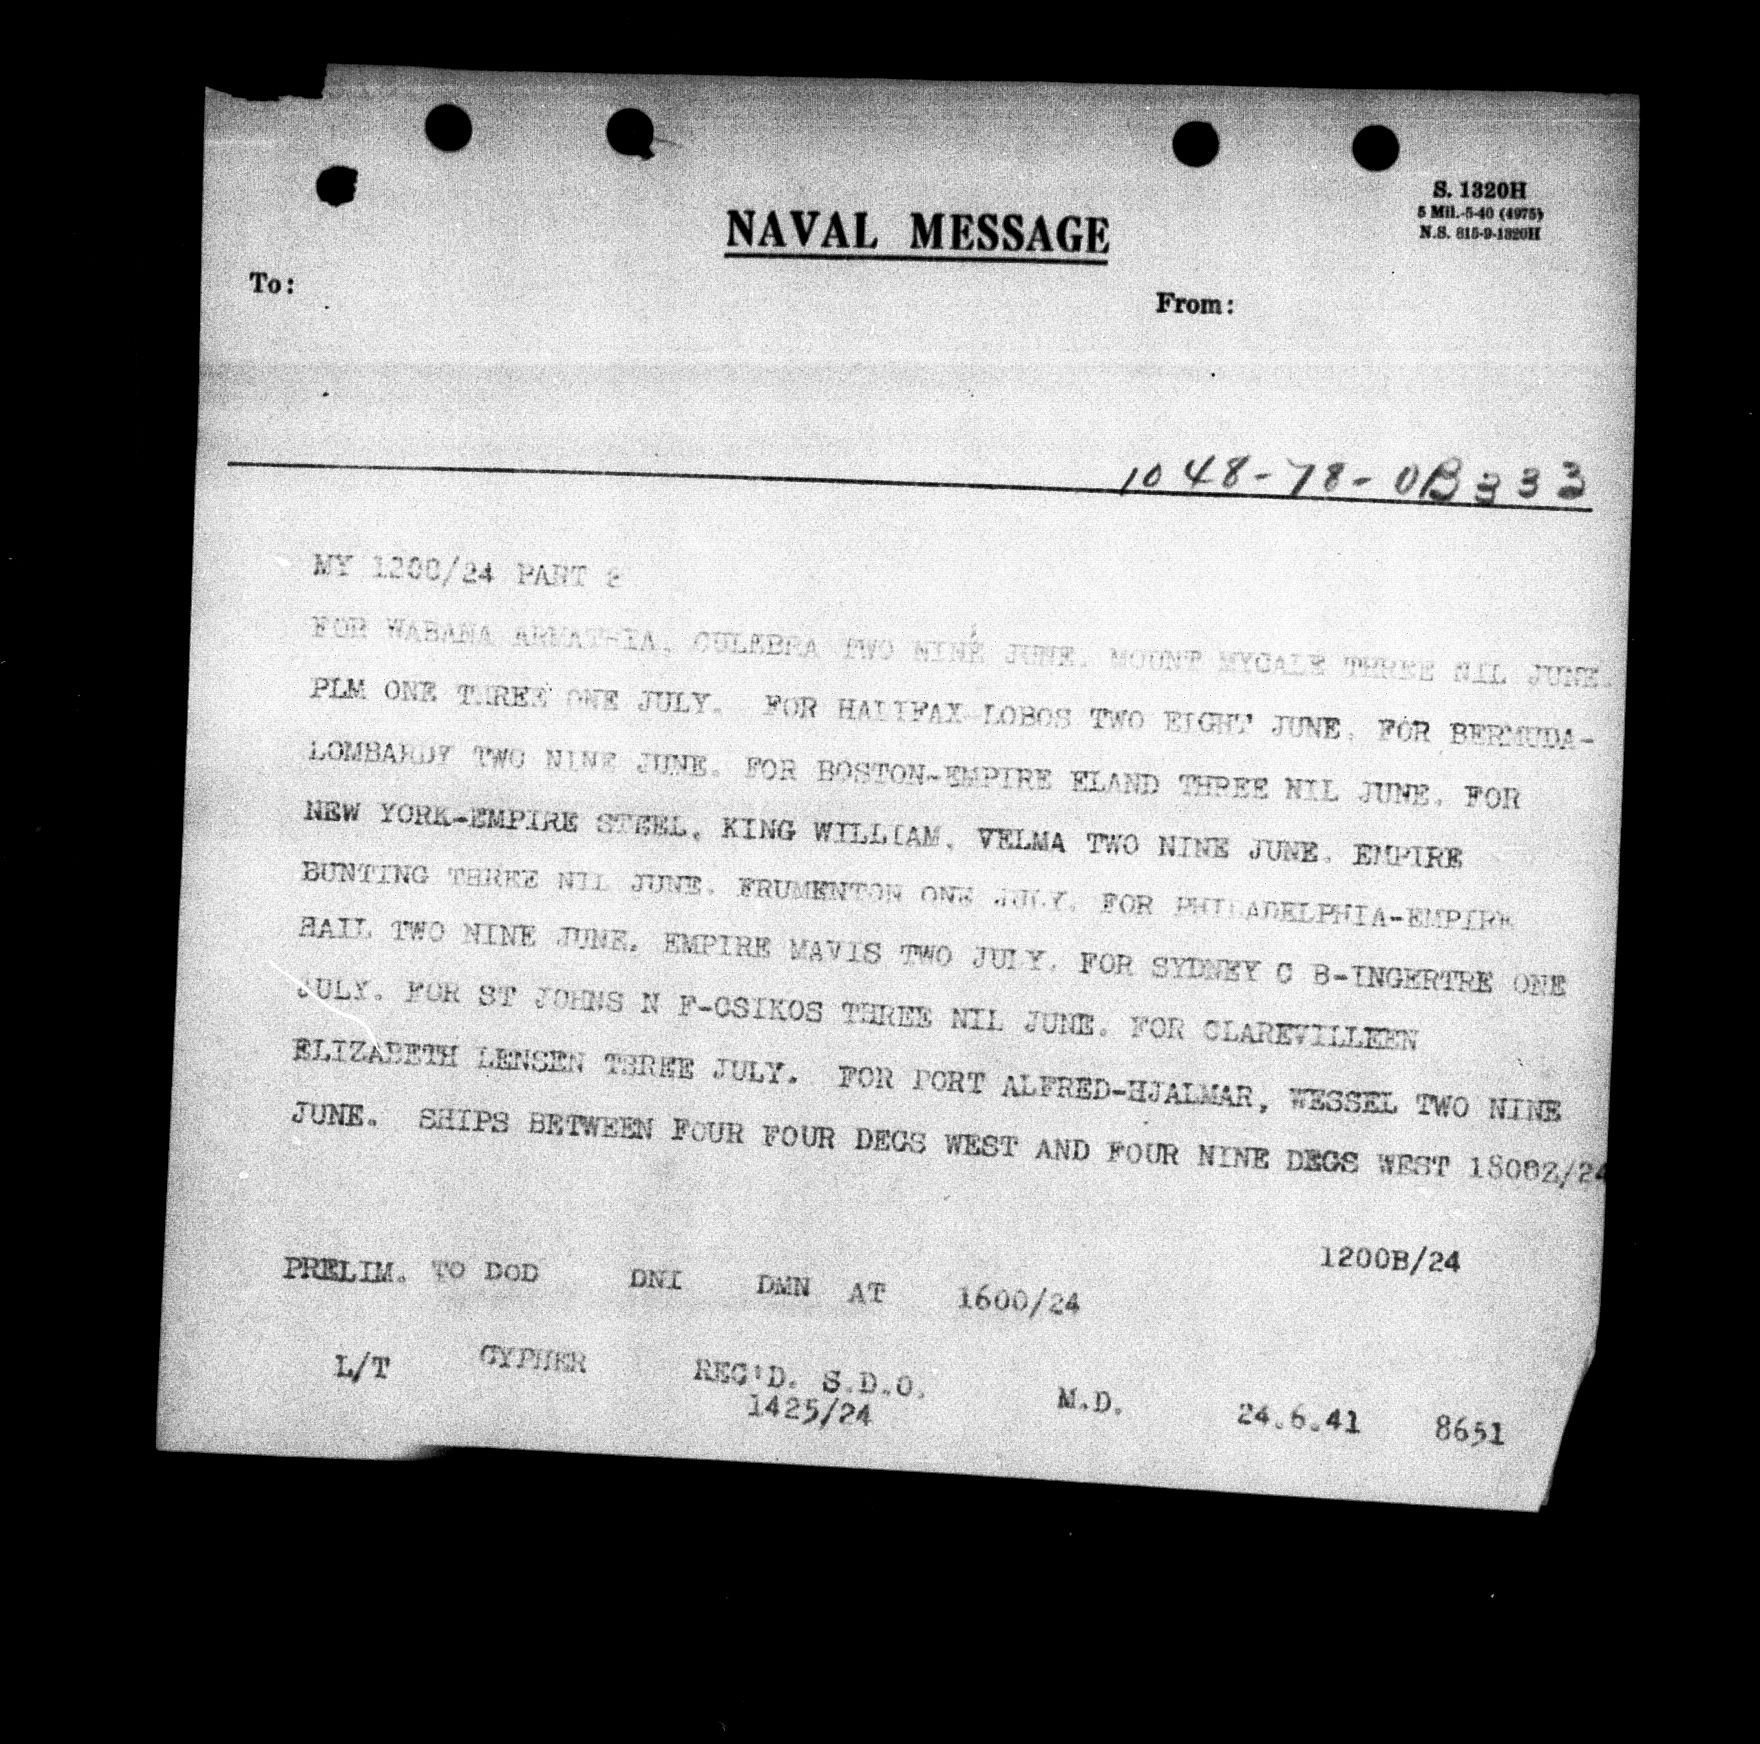 S. 1320H
5 Mil.-5-40 (4975)
N.S. 815-9-1320H
NAVAL MESSAGE
To:
From:
1048-78-OB333
MY 1200/24 PART 2
FOR WABANA CULEBRA TWO NINE JUNE. MOUNT MYCALE THREE NIL JUNE.
PLM ONE THREE ONE JULY. FOR HALIFAX LOBOS TWO EIGHT JUNE. FOR BERMUDA-
LOMBARDY TWO NINE JUNE. FOR BOSTON-EMPIRE ELAND THREE NIL JUNE. FOR
NEW YORK-EMPIRE STEEL, KING WILLIAM, VELMA TWO NINE JUNE. EMPIRE
BUNTING THREE NIL JUNE. FRUMENTON ONE JULY. FOR PHILADELPHIA-EMPIRE
HAIL TWO NINE JUNE. EMPIRE MAVIS TWO JULY. FOR SYDNEY C B-INGERTRE ONE
JULY. FOR ST JOHNS N F-CSIKOS THREE NIL JUNE. FOR CLAREVILLEEN
ELIZABETH LENSEN THREE JULY. FOR PORT ALFRED-HJALMAR, WESSEL TWO NINE
JUNE. SHIPS BETWEEN FOUR FOUR DEGS WEST AND FOUR NINE DEGS WEST 1800Z/24
1200B/24
PRELIM. TO DOD DNI DMN AT 1600/24
L/T CYPHER REC'D. S.D.O. M.D. 24.6.41 8651
1425/24